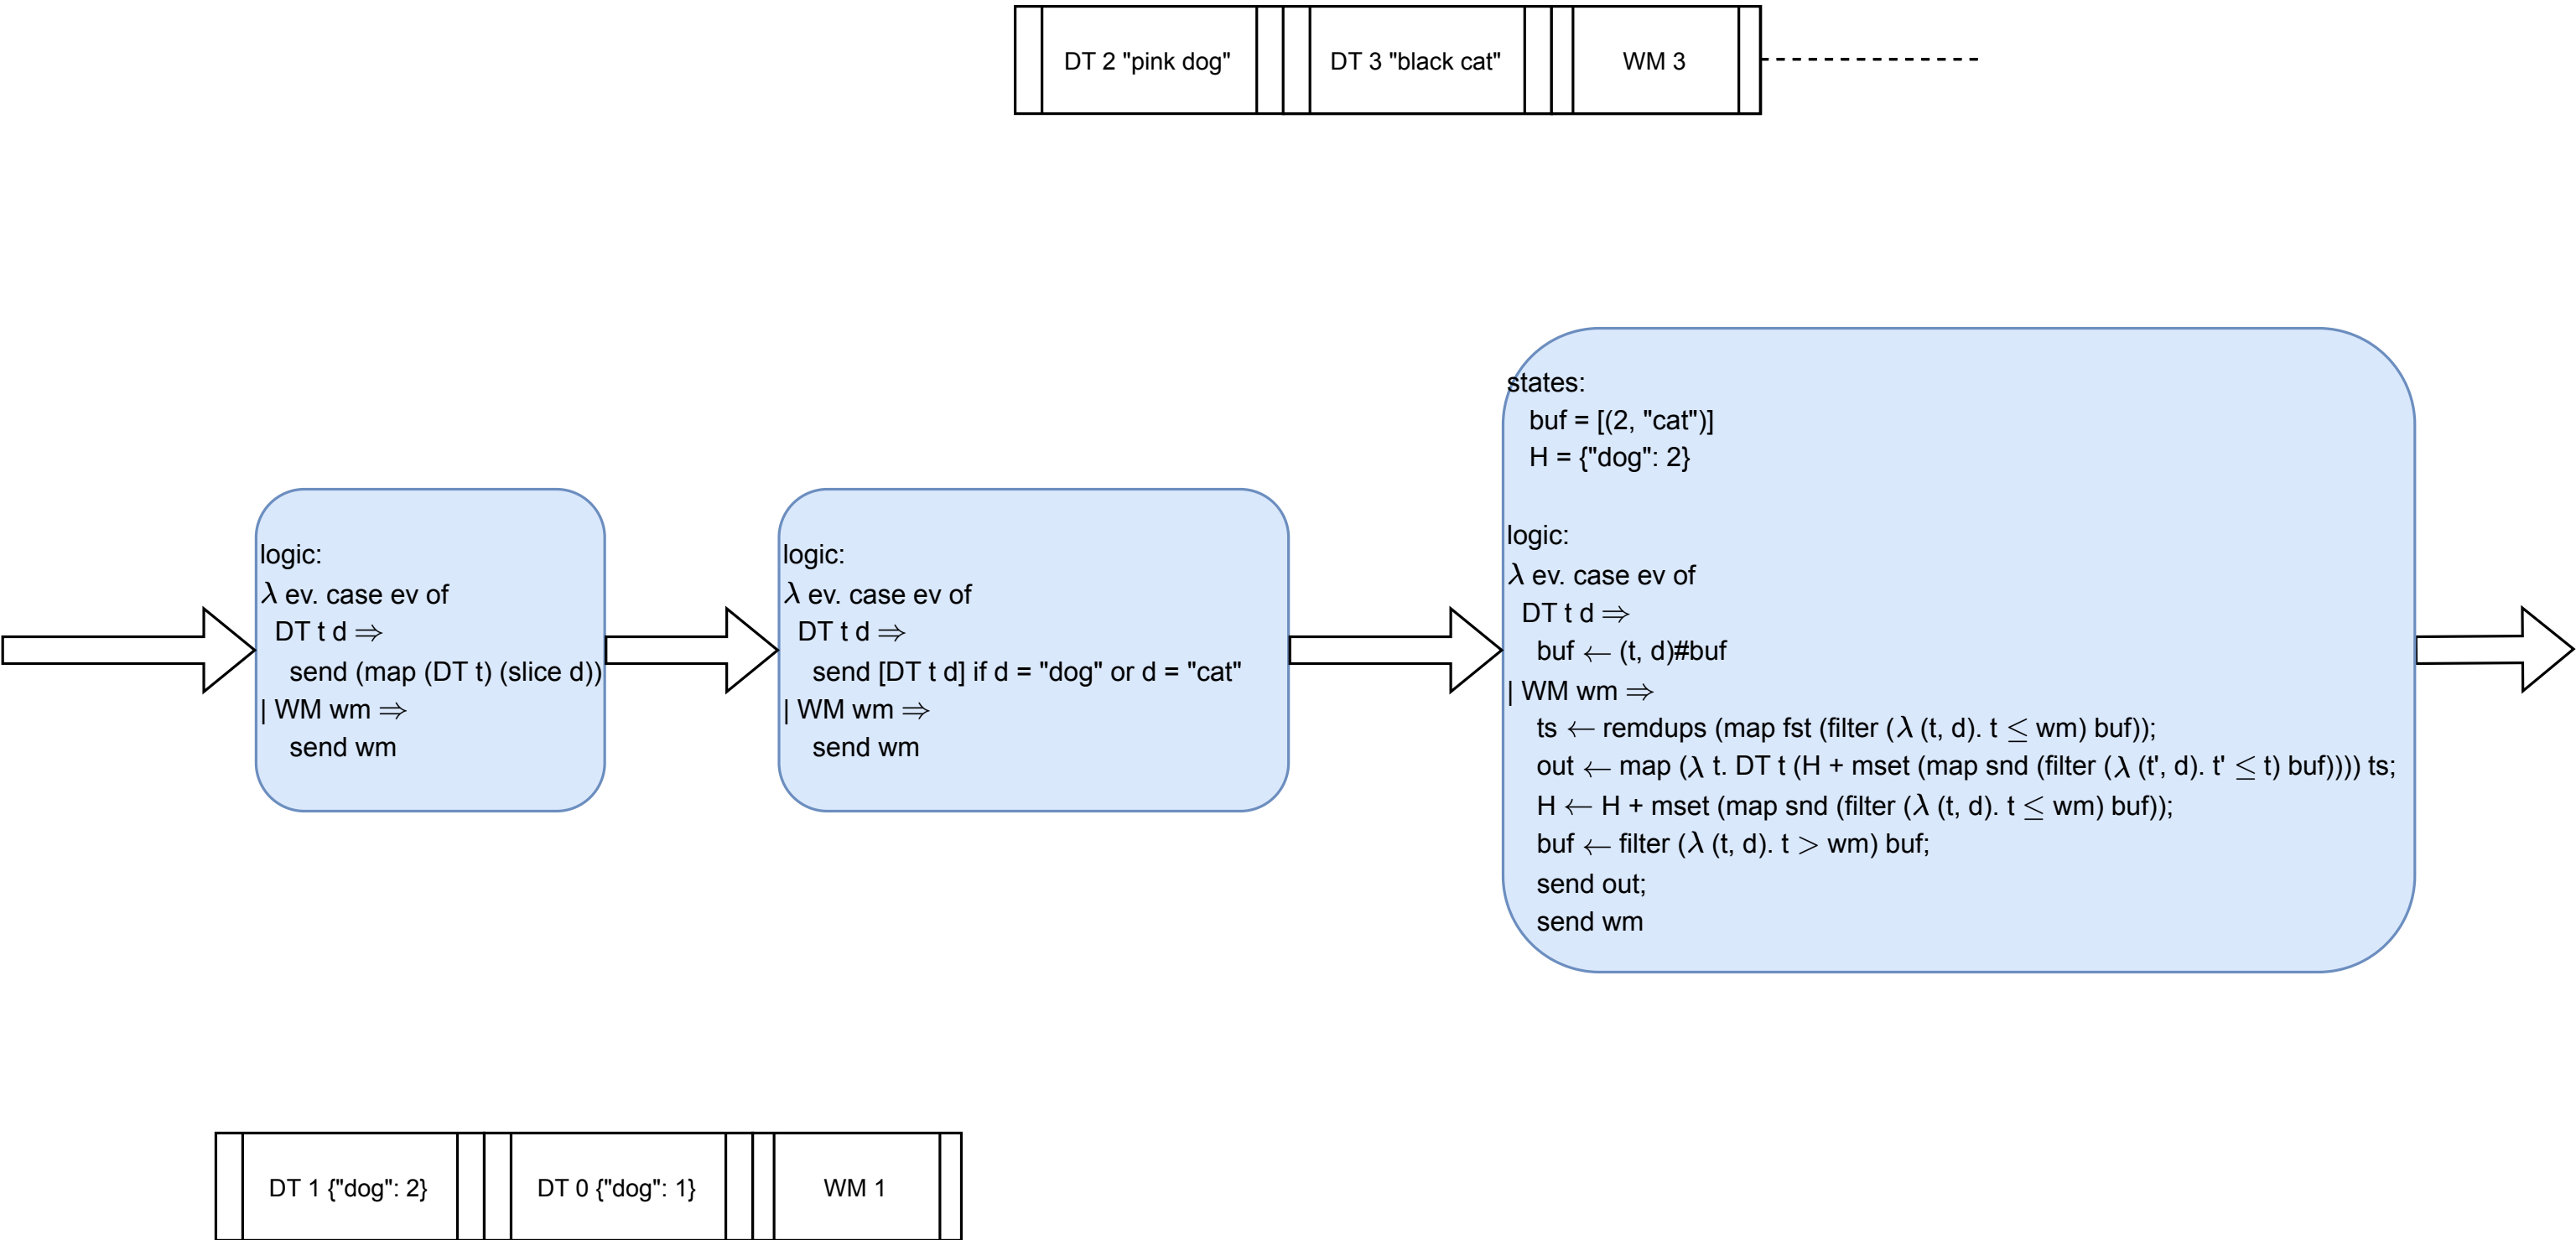 DT 2 "pink dog" DT 3 "black cat" WM 3
logic:
λ ev. case ev of
DT t d ⇒
send (map (DT t) (slice d))
| WM wm ⇒
send wm
logic:
λ ev. case ev of
DT t d ⇒
send [DT t d] if d = "dog" or d = "cat"
| WM wm ⇒
send wm
states:
buf = [(2, "cat")]
H = {"dog": 2}
logic:
λ ev. case ev of
DT t d ⇒
buf ← (t, d)#buf
| WM wm ⇒
ts ← remdups (map fst (filter (λ (t, d). t ≤ wm) buf));
out ← map (λ t. DT t (H + mset (map snd (filter (λ (t', d). t' ≤ t) buf)))) ts;
H ← H + mset (map snd (filter (λ (t, d). t ≤ wm) buf));
buf ← filter (λ (t, d). t > wm) buf;
send out;
send wm
DT 1 {"dog": 2} DT 0 {"dog": 1} WM 1